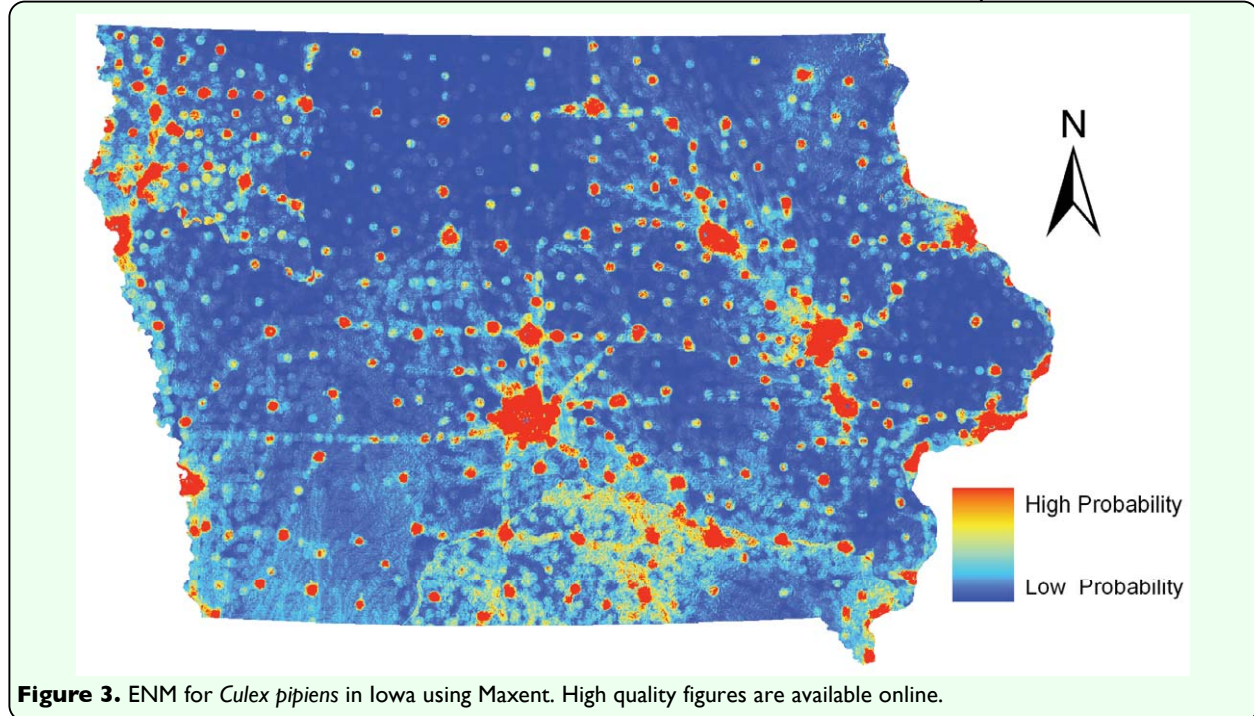 N
High Probability
Low Probability
Figure 3. ENM for Culex pipiens in Iowa using Maxent. High quality figures are available online.